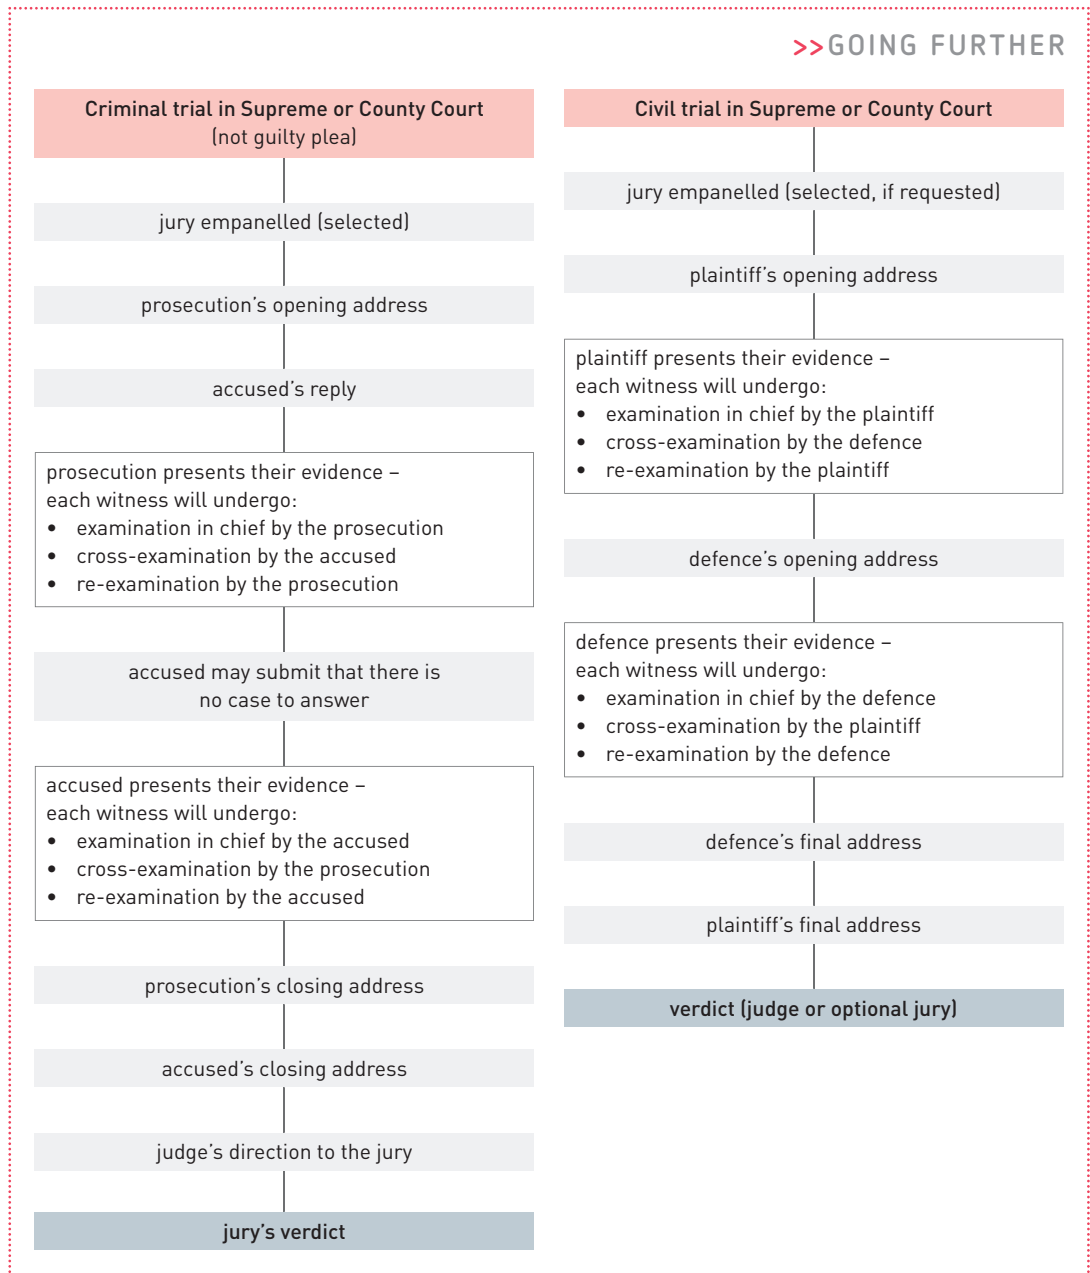 >>GOING FURTHER
Criminal trial in Supreme or County Court
(not guilty plea)
jury empanelled (selected)
prosecution's opening address
accused's reply
prosecution presents their evidence –
each witness will undergo:
• examination in chief by the prosecution
• cross-examination by the accused
• re-examination by the prosecution
accused may submit that there is
no case to answer
accused presents their evidence –
each witness will undergo:
• examination in chief by the accused
• cross-examination by the prosecution
• re-examination by the accused
prosecution's closing address
accused's closing address
judge's direction to the jury
jury's verdict
Civil trial in Supreme or County Court
jury empanelled (selected, if requested)
plaintiff's opening address
plaintiff presents their evidence –
each witness will undergo:
• examination in chief by the plaintiff
• cross-examination by the defence
• re-examination by the plaintiff
defence's opening address
defence presents their evidence –
each witness will undergo:
• examination in chief by the defence
• cross-examination by the plaintiff
• re-examination by the defence
defence's final address
plaintiff's final address
verdict (judge or optional jury)